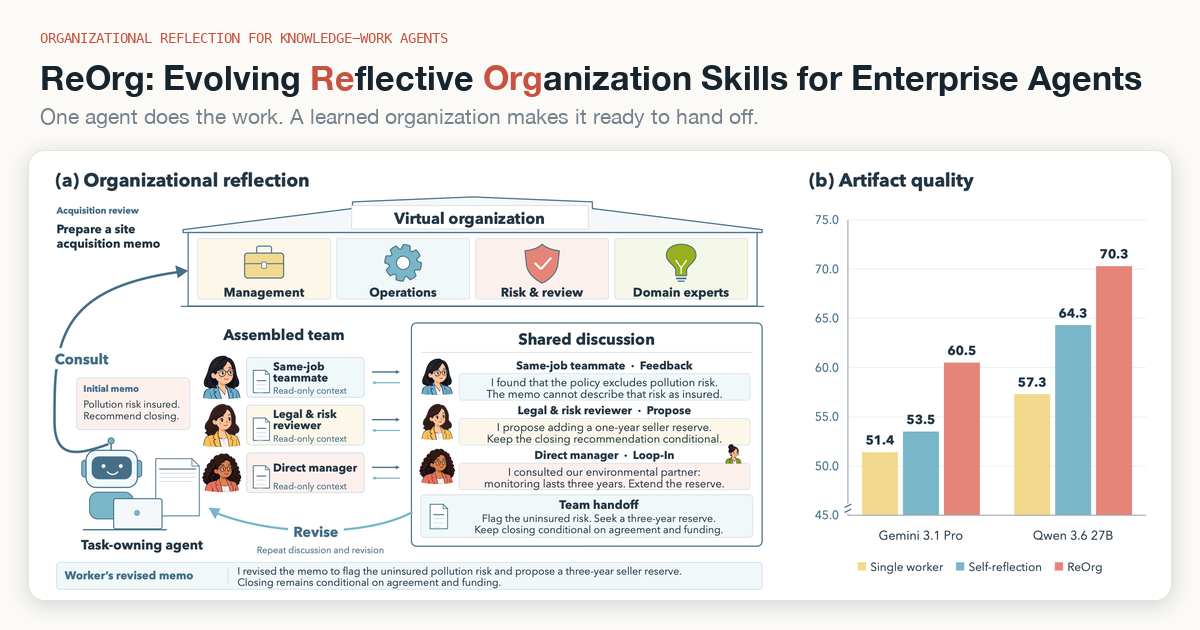 ORGANIZATIONAL REFLECTION FOR KNOWLEDGE–WORK AGENTS
ReOrg: Evolving Reflective Organization Skills for Enterprise Agents
One agent does the work. A learned organization makes it ready to hand off.
(a) Organizational reflection
Acquisition review
Prepare a site
acquisition memo
Virtual organization
Management
Operations
Risk & review
Domain experts
Consult
Initial memo
Pollution risk insured.
Recommend closing.
Task-owning agent
Assembled team
Same-job
teammate
Read-only context
Legal & risk
reviewer
Read-only context
Direct manager
Read-only context
Shared discussion
Same-job teammate · Feedback
I found that the policy excludes pollution risk.
The memo cannot describe that risk as insured.
Legal & risk reviewer · Propose
I propose adding a one-year seller reserve.
Keep the closing recommendation conditional.
Direct manager · Loop-In
I consulted our environmental partner:
monitoring lasts three years. Extend the reserve.
Team handoff
Flag the uninsured risk. Seek a three-year reserve.
Keep closing conditional on agreement and funding.
Revise
Repeat discussion and revision
Worker's revised memo
I revised the memo to flag the uninsured pollution risk and propose a three-year seller reserve.
Closing remains conditional on agreement and funding.
(b) Artifact quality
75.0
70.0
65.0
60.0
55.0
50.0
45.0
51.4
53.5
60.5
57.3
64.3
70.3
Gemini 3.1 Pro
Qwen 3.6 27B
Single worker
Self-reflection
ReOrg